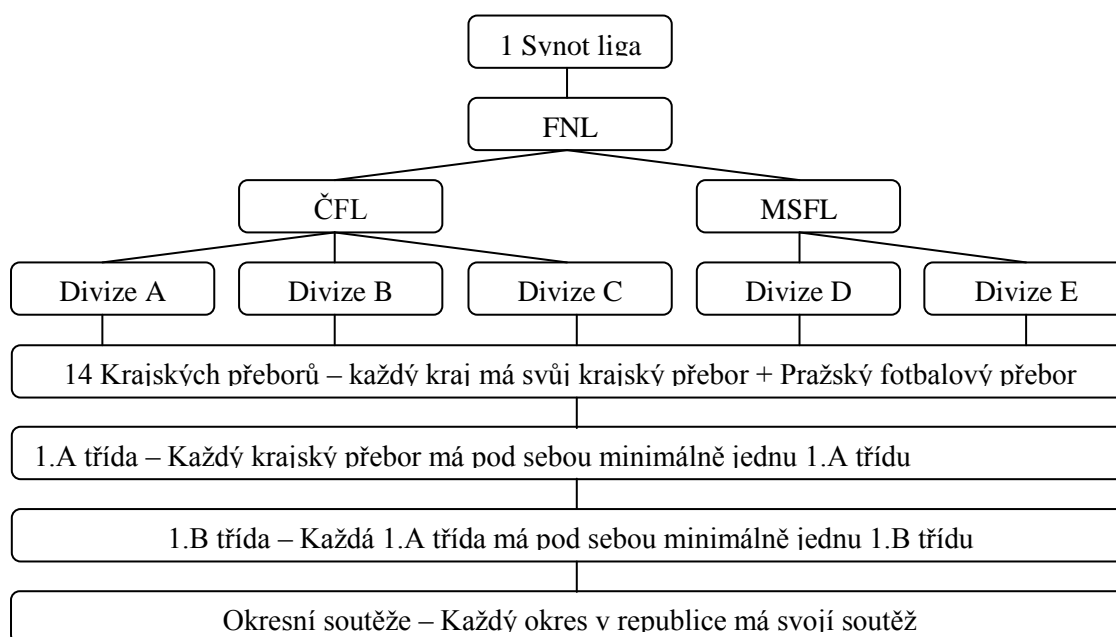 1 Synot liga
FNL
ČFL MSFL
Divize A Divize B Divize C Divize D Divize E
14 Krajských přeborů – každý kraj má svůj krajský přebor + Pražský fotbalový přebor
1.A třída – Každý krajský přebor má pod sebou minimálně jednu 1.A třídu
1.B třída – Každá 1.A třída má pod sebou minimálně jednu 1.B třídu
Okresní soutěže – Každý okres v republice má svojí soutěž